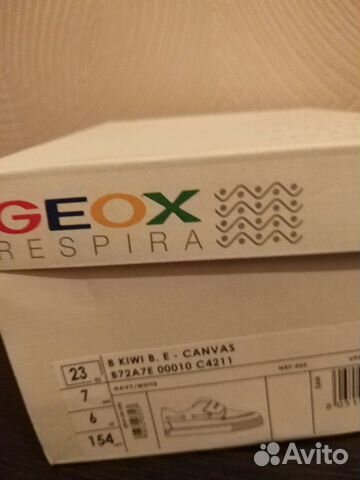 GEOX
RESPIRA
23
B KIWI B. E - CANVAS
B72A7E 00010 C4211
7
NAVY/WHITE
6
154
Avito